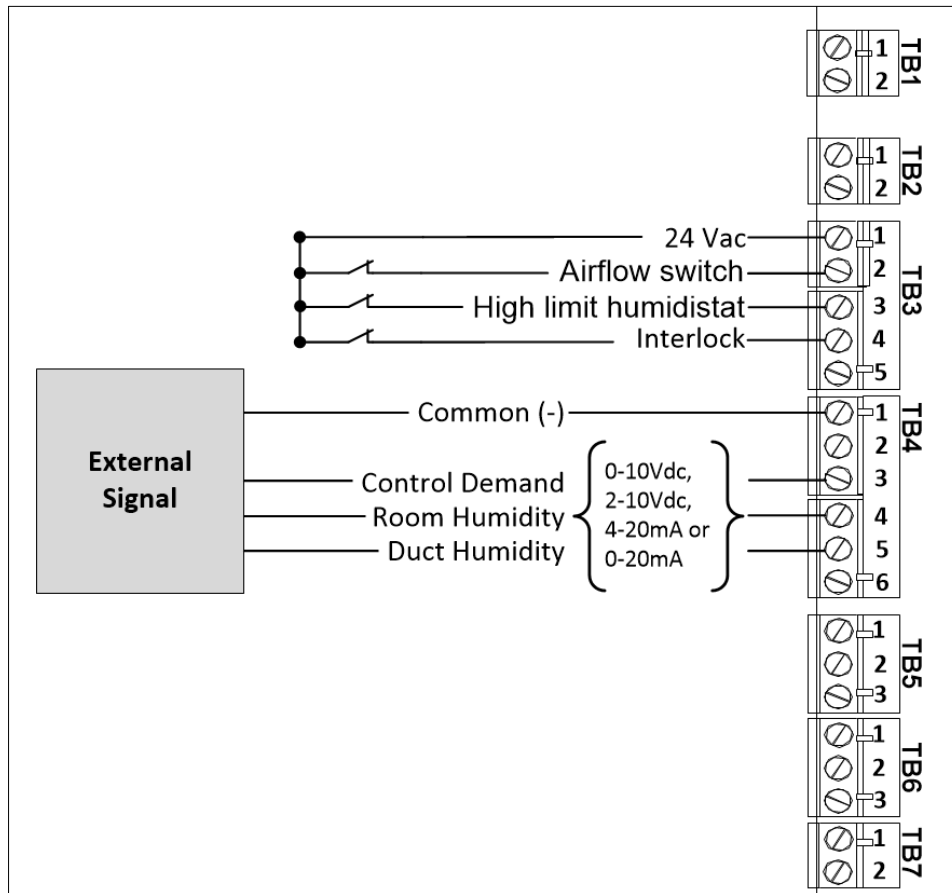 1
2
TB1
1
2
TB2
24 Vac
1
Airflow switch
2
TB3
High limit humidistat
3
Interlock
4
5
External
Signal
Common (-)
1
TB4
2
Control Demand
0-10Vdc,
3
Room Humidity
2-10Vdc,
4
Duct Humidity
4-20mA or
5
0-20mA
6
1
2
TB5
3
1
2
TB6
3
1
2
TB7